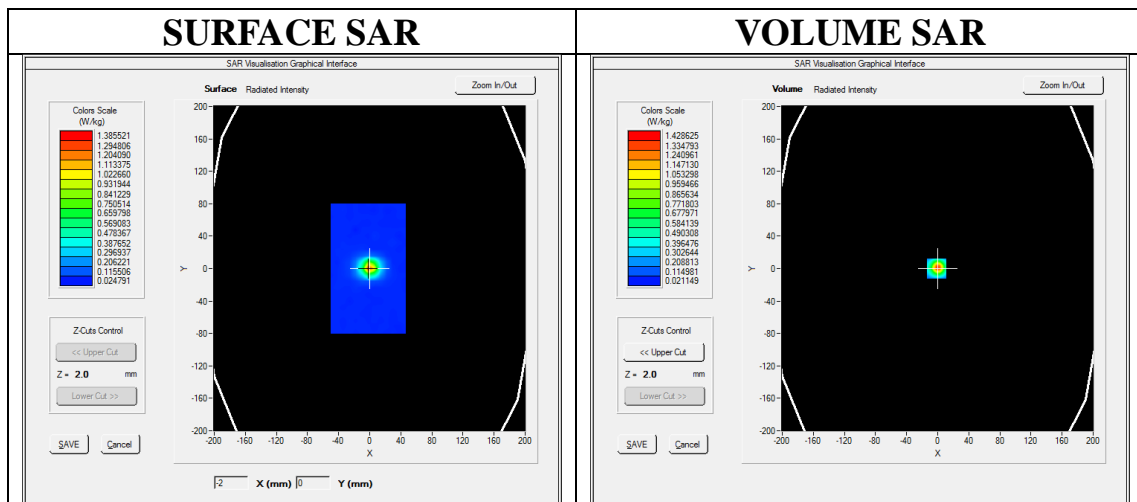 SURFACE SAR
SAR Visualisation Graphical Interface
Surface Radiated Intensity
Zoom In/Out
Colors Scale
(W/kg)
1.385521
1.294806
1.204090
1.113375
1.022660
0.931944
0.841229
0.750514
0.659798
0.569083
0.478367
0.387652
0.296937
0.206221
0.115506
0.024791
Z-Cuts Control
<< Upper Cut
Z = 2.0 mm
Lower Cut >>
SAVE Cancel
200
160
120
80
40
0
-40
-80
-120
-160
-200
Y
-200 -160 -120 -80 -40 0 40 80 120 160 200
X
-2 X (mm) 0 Y (mm)
VOLUME SAR
SAR Visualisation Graphical Interface
Volume Radiated Intensity
Zoom In/Out
Colors Scale
(W/kg)
1.428625
1.334793
1.240961
1.147130
1.053298
0.959466
0.865634
0.771803
0.677971
0.584139
0.490308
0.396476
0.302644
0.208813
0.114981
0.021149
Z-Cuts Control
<< Upper Cut
Z = 2.0 mm
Lower Cut >>
SAVE Cancel
200
160
120
80
40
0
-40
-80
-120
-160
-200
Y
-200 -160 -120 -80 -40 0 40 80 120 160 200
X